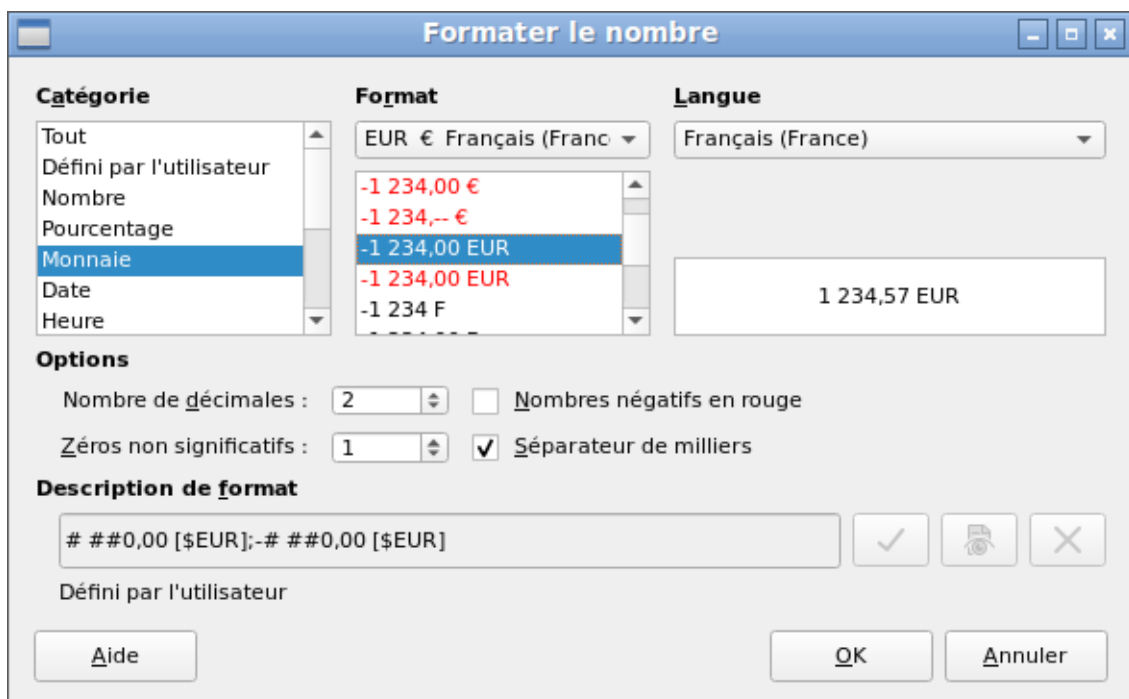 Formater le nombre
Catégorie
Format
Langue
Tout
Défini par l'utilisateur
Nombre
Pourcentage
Monnaie
Date
Heure
EUR € Français (Franc
-1 234,00 €
-1 234,-- €
-1 234,00 EUR
-1 234,00 EUR
-1 234 F
Français (France)
1 234,57 EUR
Options
Nombre de décimales : 2
Nombres négatifs en rouge
Zéros non significatifs : 1
Séparateur de milliers
Description de format
# ##0,00 [$EUR];-# ##0,00 [$EUR]
Défini par l'utilisateur
Aide
OK
Annuler